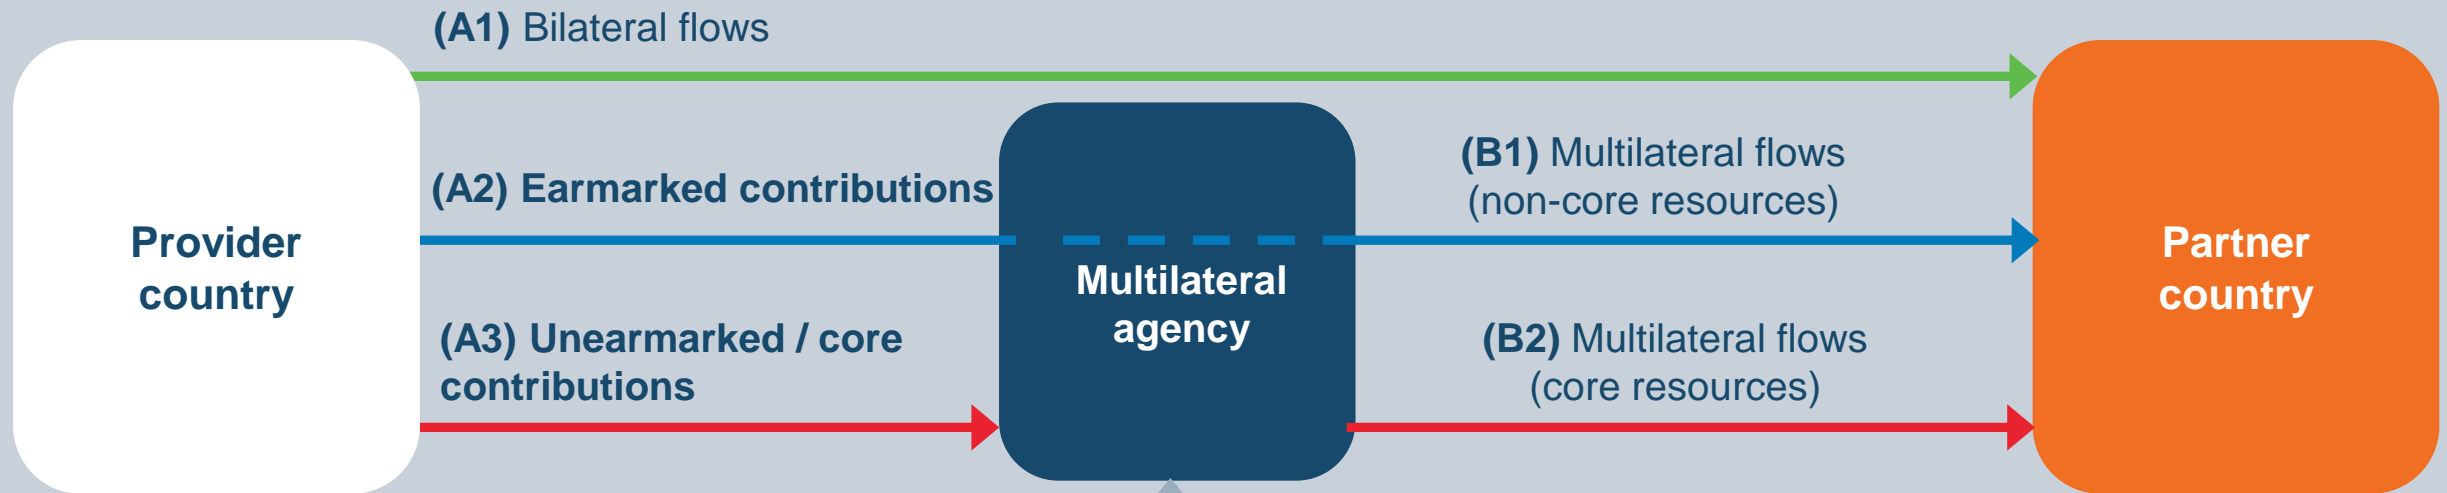 (A1) Bilateral flows
(A2) Earmarked contributions
(B1) Multilateral flows
(non-core resources)
Provider
country
Multilateral
agency
Partner
country
(A3) Unearmarked / core
contributions
(B2) Multilateral flows
(core resources)